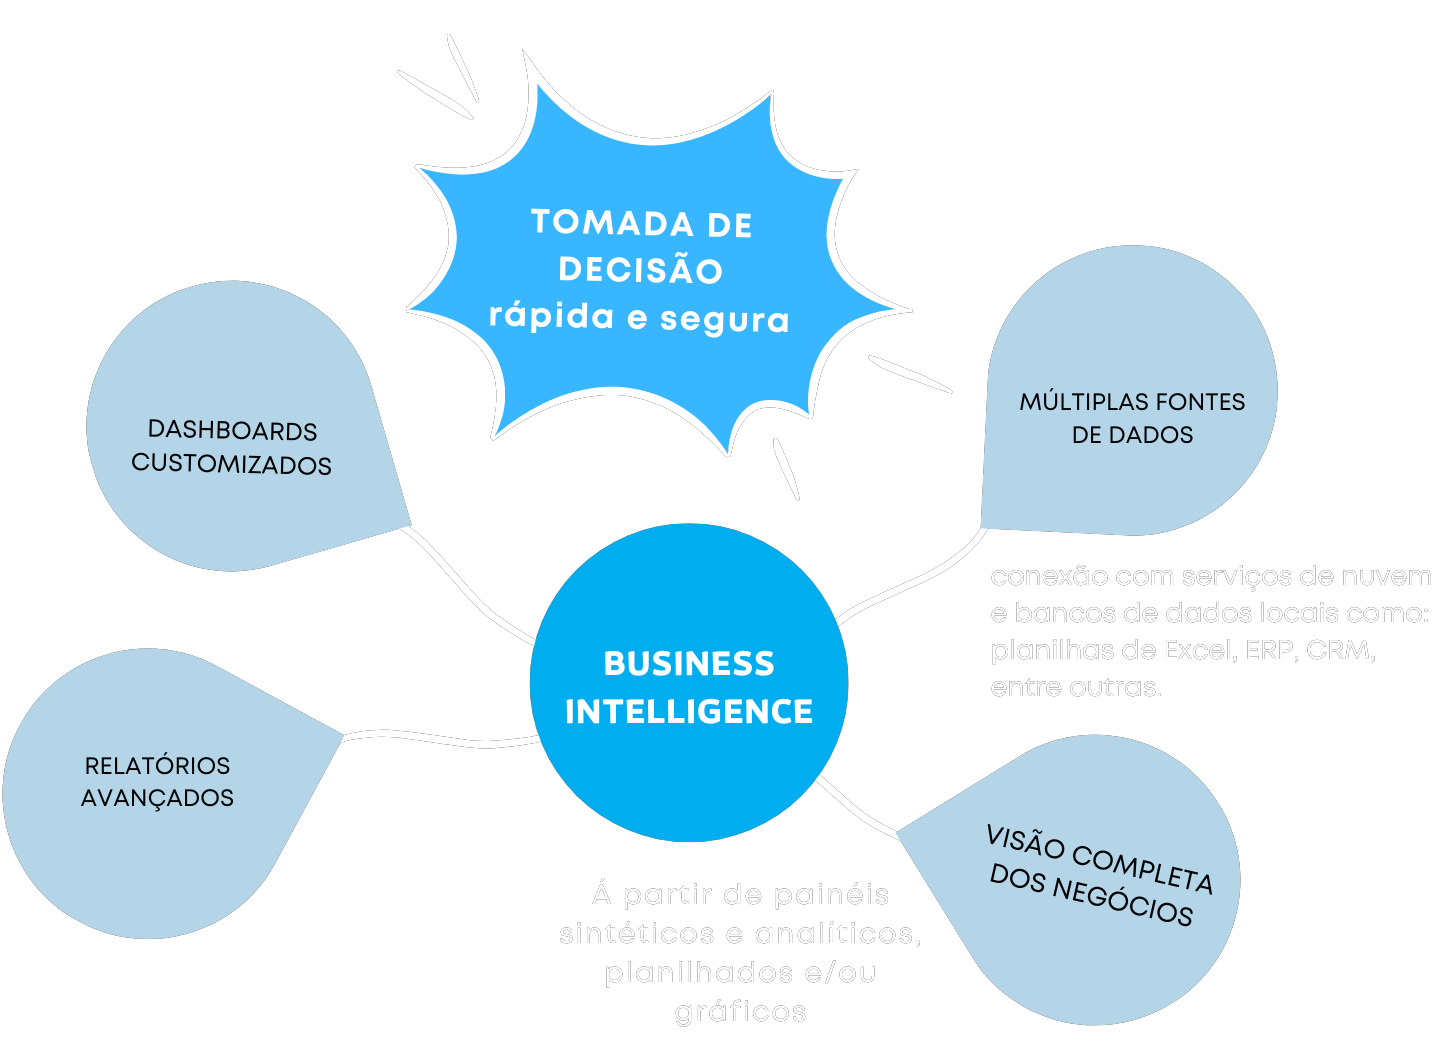 TOMADA DE
DECISÃO
rápida e segura
DASHBOARDS
CUSTOMIZADOS
MÚLTIPLAS FONTES
DE DADOS
conexão com serviços de nuvem
e bancos de dados locais como:
planilhas de Excel, ERP, CRM,
entre outras.
BUSINESS
INTELLIGENCE
RELATÓRIOS
AVANÇADOS
VISÃO COMPLETA
DOS NEGÓCIOS
Á partir de painéis
sintéticos e analíticos,
planilhados e/ou
gráficos